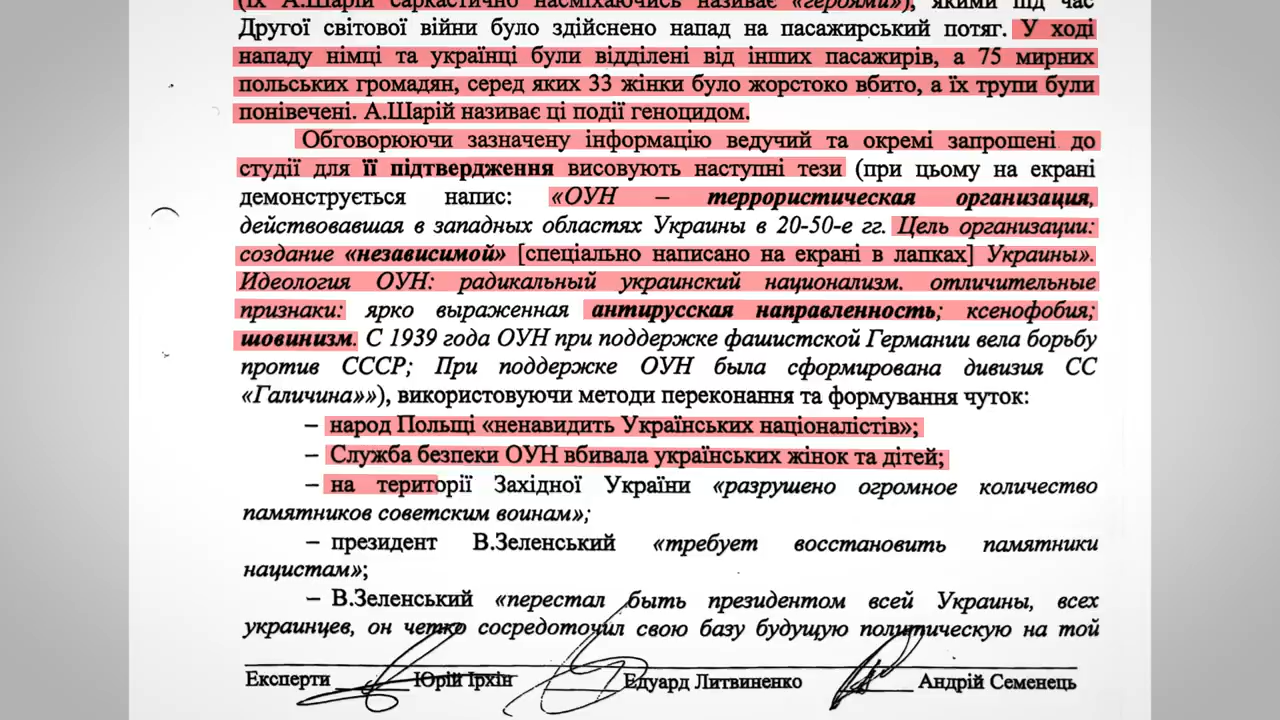 (їх А.Шарій саркастично насміхаючись називає «героями»), якими під час
Другої світової війни було здійснено напад на пасажирський потяг. У ході
нападу німці та українці були відділені від інших пасажирів, а 75 мирних
польських громадян, серед яких 33 жінки було жорстоко вбито, а їх трупи були
понівечені. А.Шарій називає ці події геноцидом.
Обговорюючи зазначену інформацію ведучий та окремі запрошені до
студії для її підтвердження висовують наступні тези (при цьому на екрані
демонструється напис: «ОУН – террористическая организация,
действовавшая в западных областях Украины в 20-50-е гг. Цель организации:
создание «независимой» [спеціально написано на екрані в лапках] Украины».
Идеология ОУН: радикальный украинский национализм. отличительные
признаки: ярко выраженная антирусская направленность; ксенофобия;
шовинизм. С 1939 года ОУН при поддержке фашистской Германии вела борьбу
против СССР; При поддержке ОУН была сформирована дивизия СС
«Галичина»»), використовуючи методи переконання та формування чуток:
– народ Польщі «ненавидить Українських націоналістів»;
– Служба безпеки ОУН вбивала українських жінок та дітей;
– на території Західної України «разрушено огромное количество
памятников советским воинам»;
– президент В.Зеленський «требует восстановить памятники
нацистам»;
– В.Зеленський «перестал быть президентом всей Украины, всех
украинцев, он четко сосредоточил свою базу будущую политическую на той
Експерти Юрій Ірхін Едуард Литвиненко Андрій Семенець